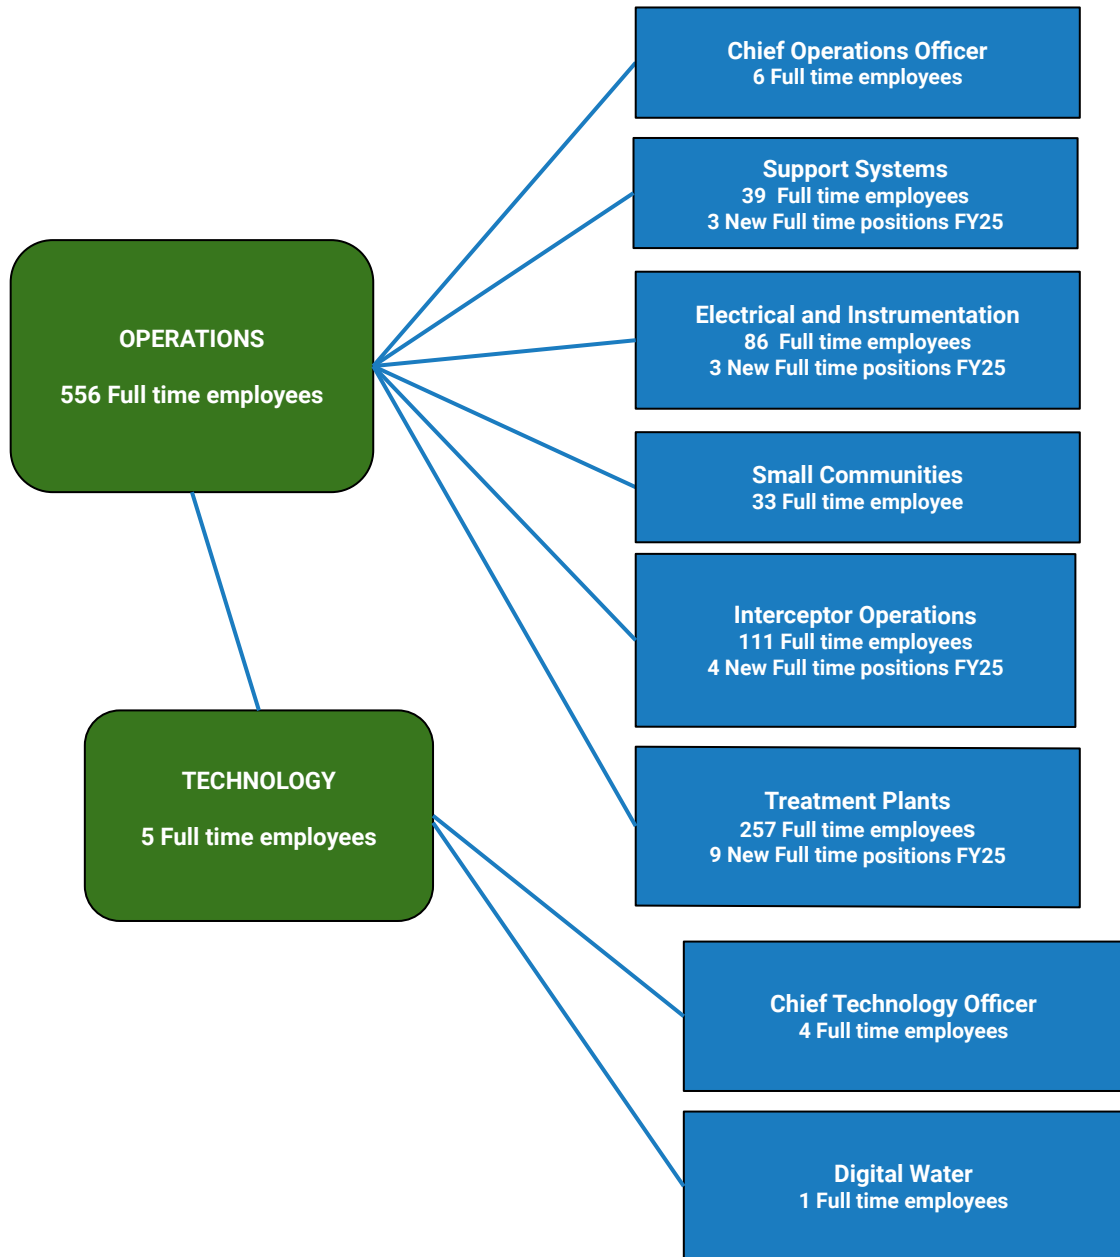 Chief Operations Officer
6 Full time employees
Support Systems
39 Full time employees
3 New Full time positions FY25
OPERATIONS
556 Full time employees
Electrical and Instrumentation
86 Full time employees
3 New Full time positions FY25
Small Communities
33 Full time employee
Interceptor Operations
111 Full time employees
4 New Full time positions FY25
TECHNOLOGY
5 Full time employees
Treatment Plants
257 Full time employees
9 New Full time positions FY25
Chief Technology Officer
4 Full time employees
Digital Water
1 Full time employees